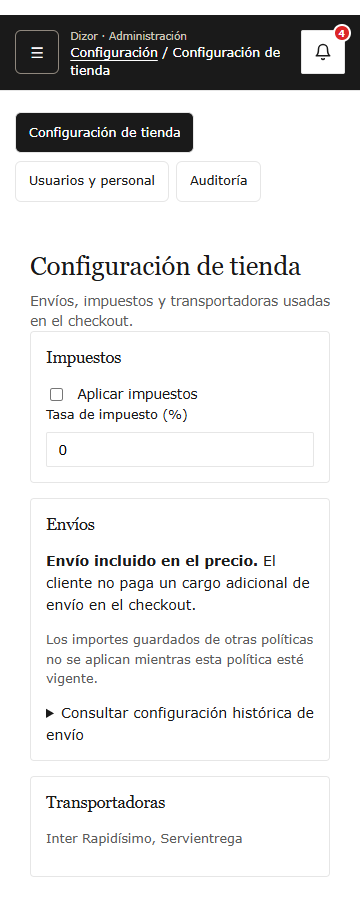 ☰
Dizor · Administración
Configuración / Configuración de
tienda
4
Configuración de tienda
Usuarios y personal
Auditoría
Configuración de tienda
Envíos, impuestos y transportadoras usadas
en el checkout.
Impuestos
Aplicar impuestos
Tasa de impuesto (%)
0
Envíos
Envío incluido en el precio. El
cliente no paga un cargo adicional de
envío en el checkout.
Los importes guardados de otras políticas
no se aplican mientras esta política esté
vigente.
Consultar configuración histórica de
envío
Transportadoras
Inter Rapidísimo, Servientrega